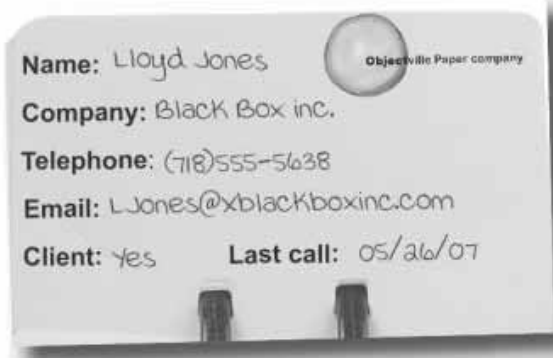 Name: Lloyd Jones
Objectville Paper company
Company: Black Box inc.
Telephone: (718)555-5638
Email: LJones@xblackboxinc.com
Client: Yes Last call: 05/26/07